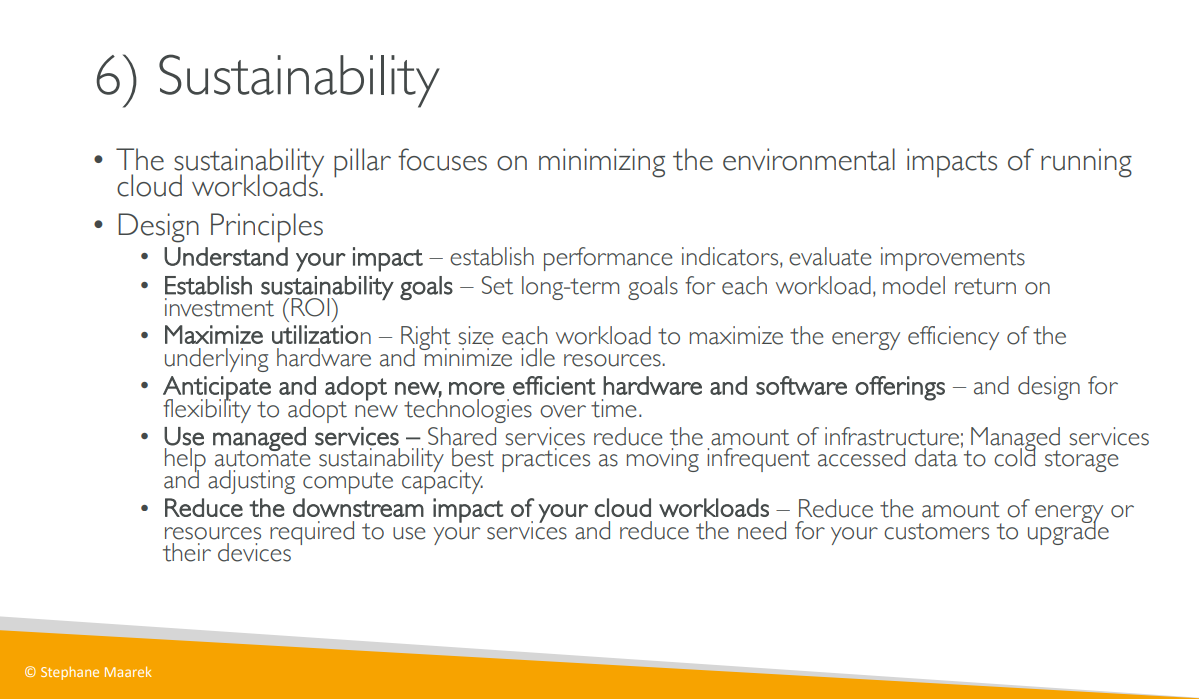 6) Sustainability
• The sustainability pillar focuses on minimizing the environmental impacts of running
cloud workloads.
• Design Principles
• Understand your impact – establish performance indicators, evaluate improvements
• Establish sustainability goals – Set long-term goals for each workload, model return on
investment (ROI)
• Maximize utilization – Right size each workload to maximize the energy efficiency of the
underlying hardware and minimize idle resources.
• Anticipate and adopt new, more efficient hardware and software offerings – and design for
flexibility to adopt new technologies over time.
• Use managed services – Shared services reduce the amount of infrastructure; Managed services
help automate sustainability best practices as moving infrequent accessed data to cold storage
and adjusting compute capacity.
• Reduce the downstream impact of your cloud workloads – Reduce the amount of energy or
resources required to use your services and reduce the need for your customers to upgrade
their devices
© Stephane Maarek